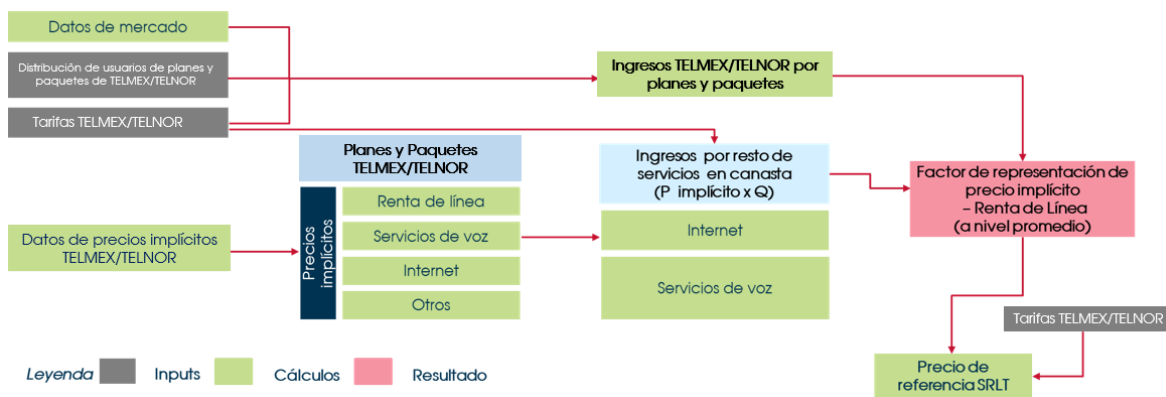 Datos de mercado
Distribución de usuarios de planes y
paquetes de TELMEX/TELNOR
Tarifas TELMEX/TELNOR
Ingresos TELMEX/TELNOR por
planes y paquetes
Planes y Paquetes
TELMEX/TELNOR
Ingresos por resto de
servicios en canasta
(P implícito x Q)
Factor de representación de
precio implícito
– Renta de Línea
(a nivel promedio)
Datos de precios implícitos
TELMEX/TELNOR
Precios
implícitos
Renta de línea
Servicios de voz
Internet
Otros
Internet
Servicios de voz
Tarifas TELMEX/TELNOR
Precio de
referencia SRLT
Leyenda
Inputs
Cálculos
Resultado